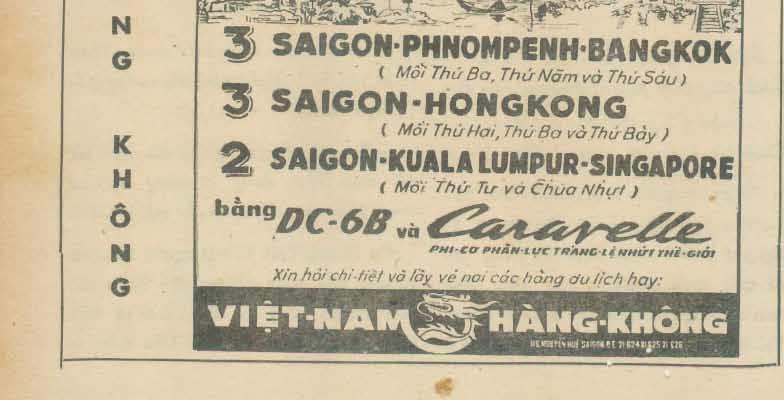 N
G
K
H
Ô
N
G
3 SAIGON·PHNOMPENH·BANGKOK
( Mỗi Thứ Ba, Thứ Năm và Thứ Sáu )
3 SAIGON-HONGKONG
( Mỗi Thứ Hai, Thứ Ba và Thứ Bảy )
2 SAIGON·KUALA LUMPUR·SINGAPORE
( Mỗi Thứ Tư và Chúa Nhựt )
bằng DC-6B và Caravelle
PHI-CƠ PHẢN-LỰC TRÁNG-LỆ NHỨT THẾ-GIỚI
Xin hỏi chi-tiết và lấy vé nơi các hãng du lịch hay:
VIỆT-NAM HÀNG-KHÔNG
NGUYỄN HUỆ SAIGON